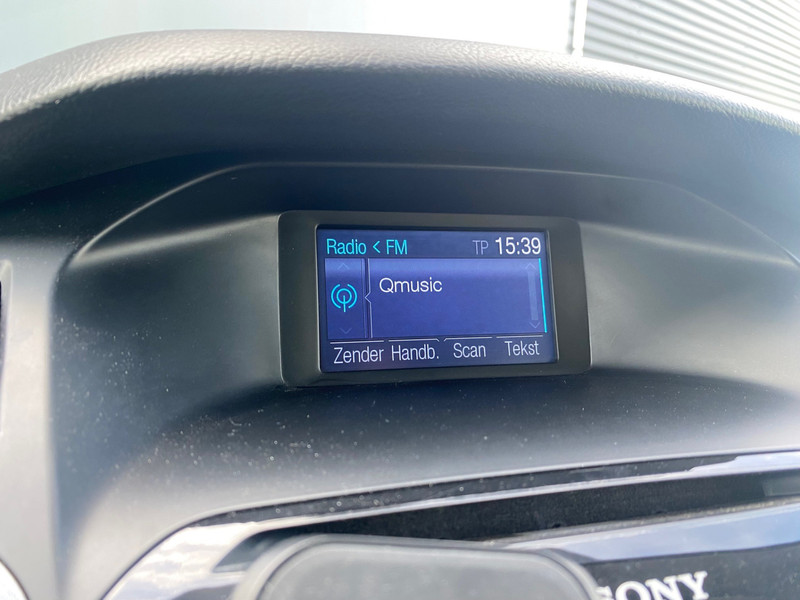 Radio < FM TP 15:39
Qmusic
Zender Handb. Scan Tekst
SONY